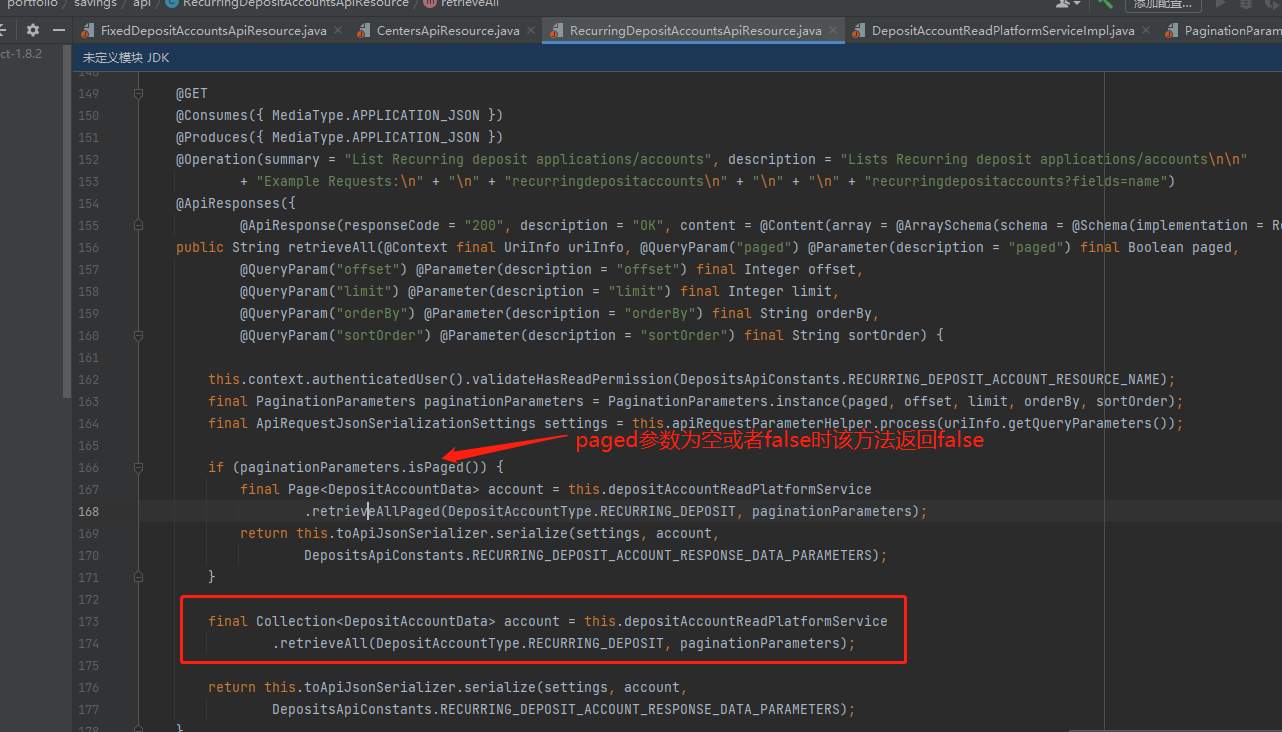 portfolio / savings / api / RecurringDepositAccountsApiResource / retrieveAll 添加配置...
FixedDepositAccountsApiResource.java CentersApiResource.java RecurringDepositAccountsApiResource.java DepositAccountReadPlatformServiceImpl.java PaginationParam
ct-1.8.2 未定义模块 JDK
148
149 @GET
150 @Consumes({ MediaType.APPLICATION_JSON })
151 @Produces({ MediaType.APPLICATION_JSON })
152 @Operation(summary = "List Recurring deposit applications/accounts", description = "Lists Recurring deposit applications/accounts\n\n"
153 + "Example Requests:\n" + "\n" + "recurringdepositaccounts\n" + "\n" + "\n" + "recurringdepositaccounts?fields=name")
154 @ApiResponses({
155 @ApiResponse(responseCode = "200", description = "OK", content = @Content(array = @ArraySchema(schema = @Schema(implementation = Re
156 public String retrieveAll(@Context final UriInfo uriInfo, @QueryParam("paged") @Parameter(description = "paged") final Boolean paged,
157 @QueryParam("offset") @Parameter(description = "offset") final Integer offset,
158 @QueryParam("limit") @Parameter(description = "limit") final Integer limit,
159 @QueryParam("orderBy") @Parameter(description = "orderBy") final String orderBy,
160 @QueryParam("sortOrder") @Parameter(description = "sortOrder") final String sortOrder) {
161
162 this.context.authenticatedUser().validateHasReadPermission(DepositsApiConstants.RECURRING_DEPOSIT_ACCOUNT_RESOURCE_NAME);
163 final PaginationParameters paginationParameters = PaginationParameters.instance(paged, offset, limit, orderBy, sortOrder);
164 final ApiRequestJsonSerializationSettings settings = this.apiRequestParameterHelper.process(uriInfo.getQueryParameters());
paged参数为空或者false时该方法返回false
165
166 if (paginationParameters.isPaged()) {
167 final Page<DepositAccountData> account = this.depositAccountReadPlatformService
168 .retrieveAllPaged(DepositAccountType.RECURRING_DEPOSIT, paginationParameters);
169 return this.toApiJsonSerializer.serialize(settings, account,
170 DepositsApiConstants.RECURRING_DEPOSIT_ACCOUNT_RESPONSE_DATA_PARAMETERS);
171 }
172
173 final Collection<DepositAccountData> account = this.depositAccountReadPlatformService
174 .retrieveAll(DepositAccountType.RECURRING_DEPOSIT, paginationParameters);
175
176 return this.toApiJsonSerializer.serialize(settings, account,
177 DepositsApiConstants.RECURRING_DEPOSIT_ACCOUNT_RESPONSE_DATA_PARAMETERS);
178 }